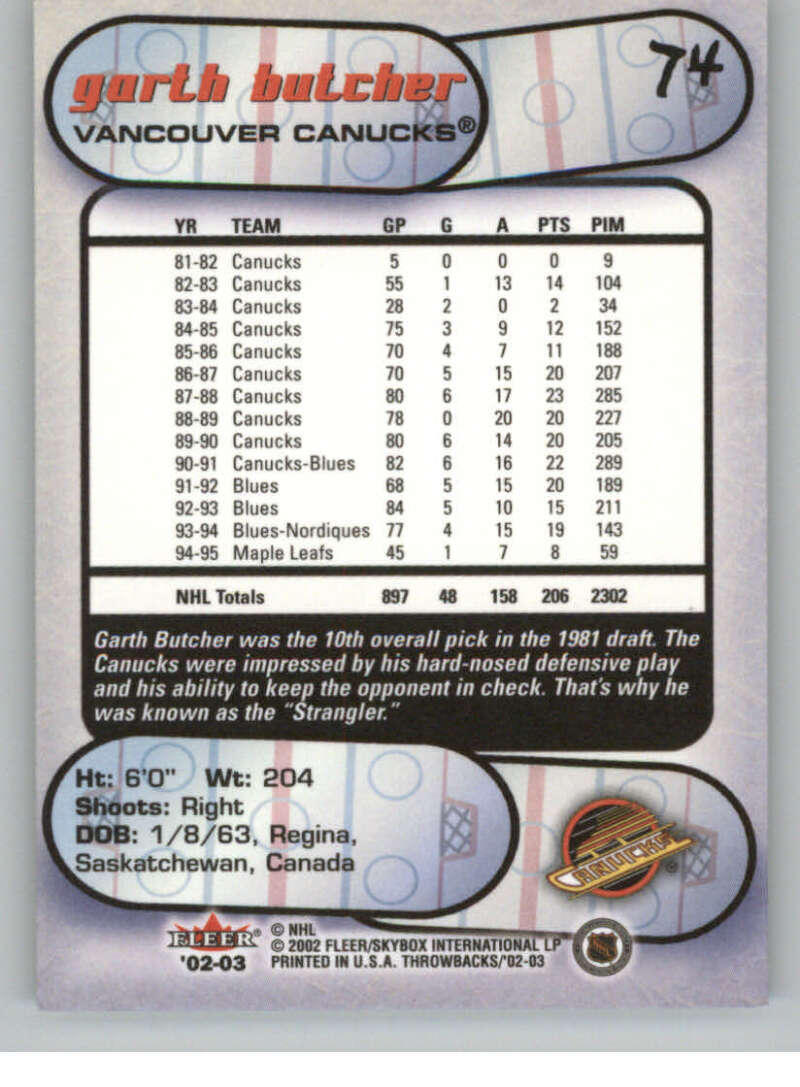 garth butcher
VANCOUVER CANUCKS®
74
YR TEAM GP G A PTS PIM
81-82 Canucks 5 0 0 0 9
82-83 Canucks 55 1 13 14 104
83-84 Canucks 28 2 0 2 34
84-85 Canucks 75 3 9 12 152
85-86 Canucks 70 4 7 11 188
86-87 Canucks 70 5 15 20 207
87-88 Canucks 80 6 17 23 285
88-89 Canucks 78 0 20 20 227
89-90 Canucks 80 6 14 20 205
90-91 Canucks-Blues 82 6 16 22 289
91-92 Blues 68 5 15 20 189
92-93 Blues 84 5 10 15 211
93-94 Blues-Nordiques 77 4 15 19 143
94-95 Maple Leafs 45 1 7 8 59
NHL Totals 897 48 158 206 2302
Garth Butcher was the 10th overall pick in the 1981 draft. The
Canucks were impressed by his hard-nosed defensive play
and his ability to keep the opponent in check. That's why he
was known as the "Strangler."
Ht: 6'0" Wt: 204
Shoots: Right
DOB: 1/8/63, Regina,
Saskatchewan, Canada
CANUCKS ®
FLEER®
'02-03
© NHL
© 2002 FLEER/SKYBOX INTERNATIONAL LP
PRINTED IN U.S.A. THROWBACKS/'02-03